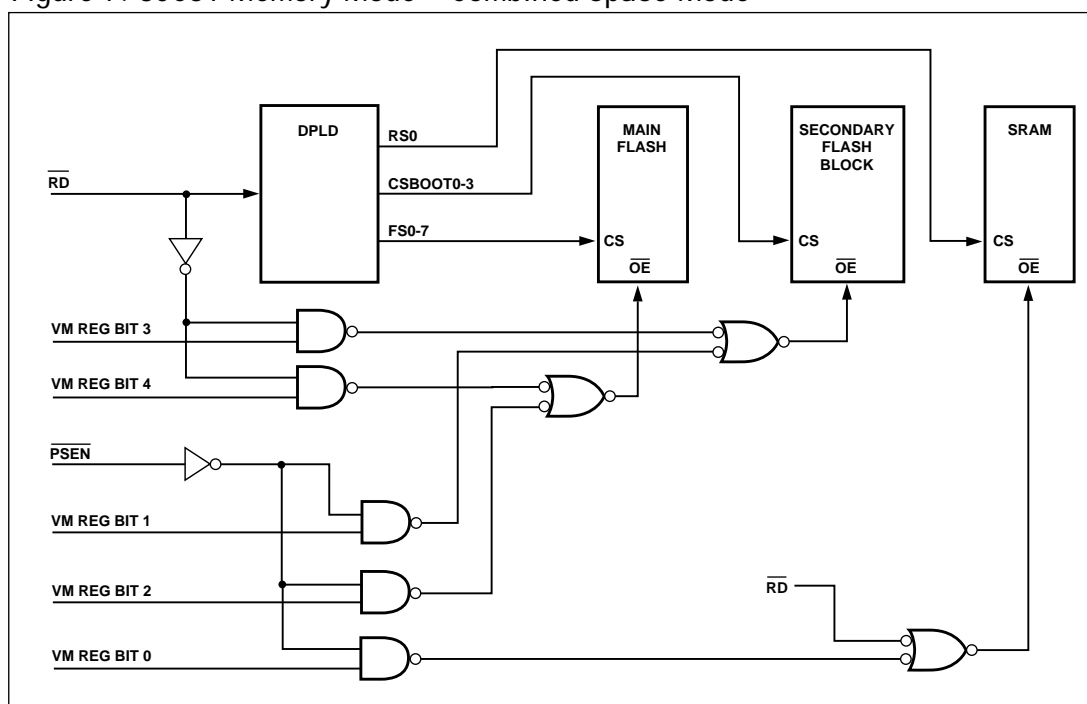 Figure Memory Mode – Combined Space Mode
DPLD
RS0
CSBOOT0-3
FS0-7
MAIN
FLASH
CS
OE
SECONDARY
FLASH
BLOCK
CS
OE
SRAM
CS
OE
RD
VM REG BIT 3
VM REG BIT 4
PSEN
VM REG BIT 1
VM REG BIT 2
RD
VM REG BIT 0